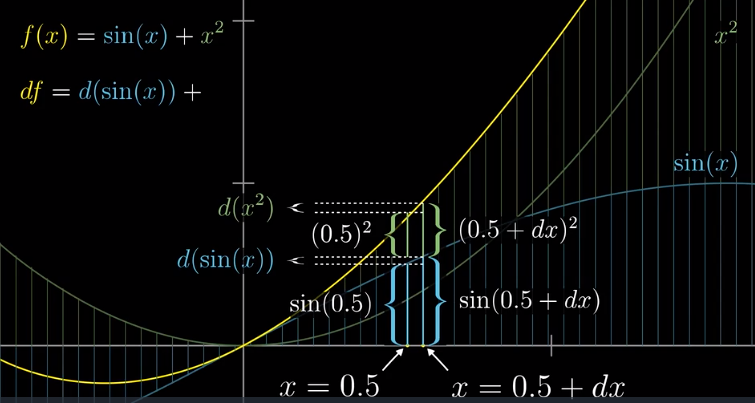 f(x) = sin(x) + x²
x²
df = d(sin(x)) +
sin(x)
d(x²)
(0.5)²
(0.5 + dx)²
d(sin(x))
sin(0.5)
sin(0.5 + dx)
x = 0.5
x = 0.5 + dx